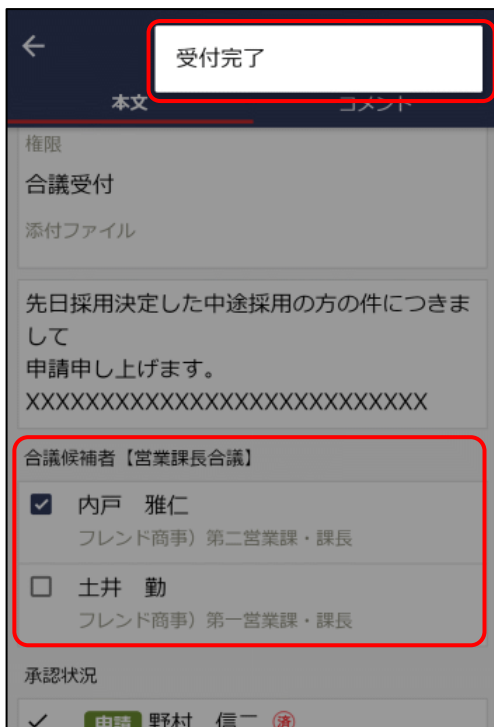 受付完了
本文
コメント
権限
合議受付
添付ファイル
先日採用決定した中途採用の方の件につきま
して
申請申し上げます。
XXXXXXXXXXXXXXXXXXXXXXXXXXX
合議候補者【営業課長合議】
内戸 雅仁
フレンド商事）第二営業課・課長
土井 勤
フレンド商事）第一営業課・課長
承認状況
申請 野村 信二 済